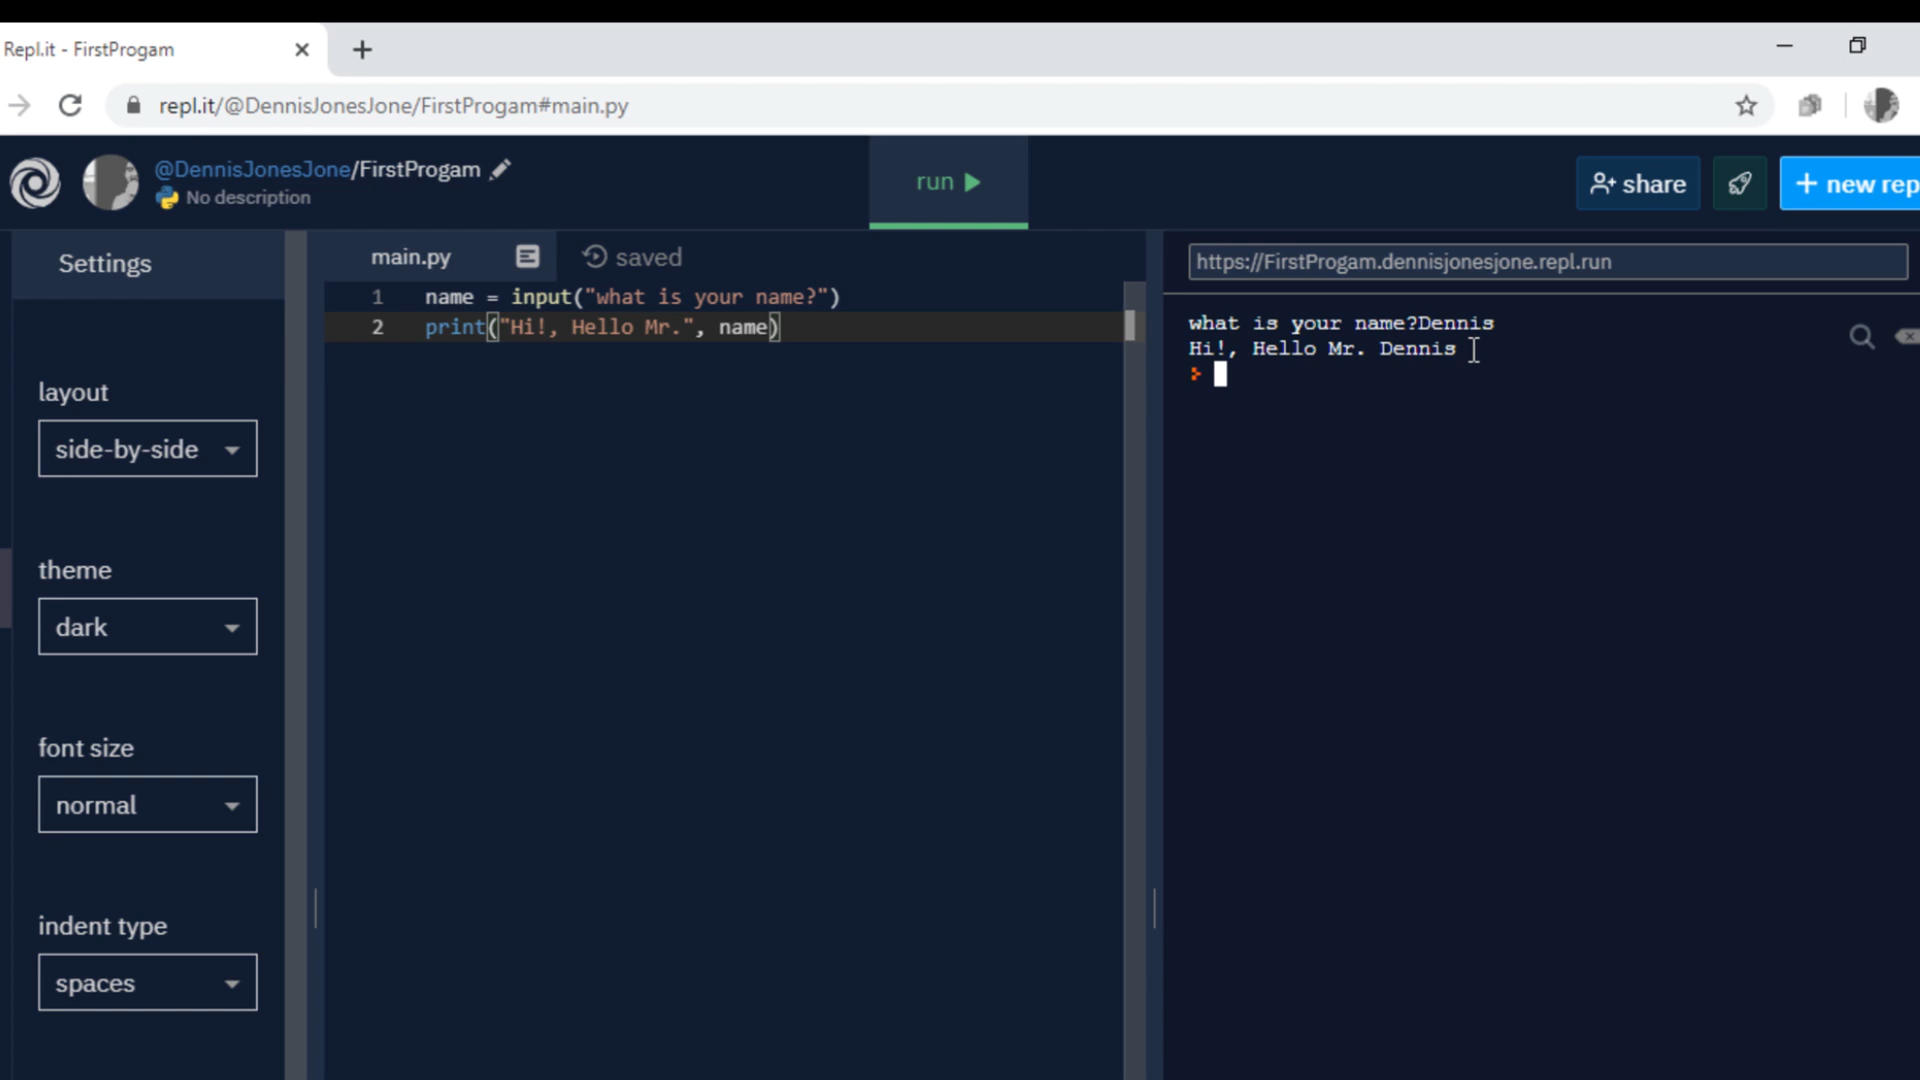 Repl.it - FirstProgam
repl.it/@DennisJonesJone/FirstProgam#main.py
@DennisJonesJone/FirstProgam
No description
run
share
+ new rep
Settings
layout
side-by-side
theme
dark
font size
normal
indent type
spaces
main.py
saved
1 name = input("what is your name?")
2 print("Hi!, Hello Mr.", name)
https://FirstProgam.dennisjonesjone.repl.run
what is your name?Dennis
Hi!, Hello Mr. Dennis